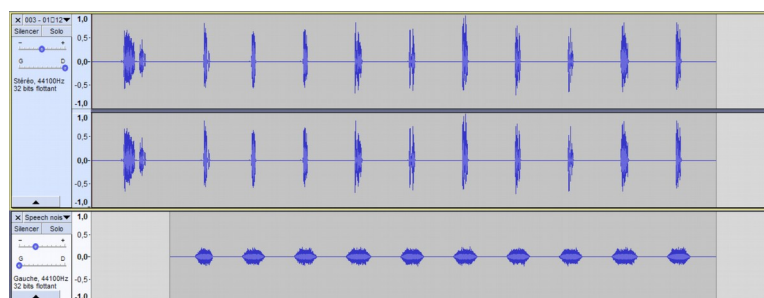 003 - 01▯12
Silencer Solo
- +
G D
Stéréo, 44100Hz
32 bits flottant
1,0
0,5-
0,0-
-0,5-
-1,0
1,0
0,5-
0,0-
-0,5-
-1,0
Speech nois
Silencer Solo
- +
G D
Gauche, 44100Hz
32 bits flottant
1,0
0,5-
0,0-
-0,5-
-1,0